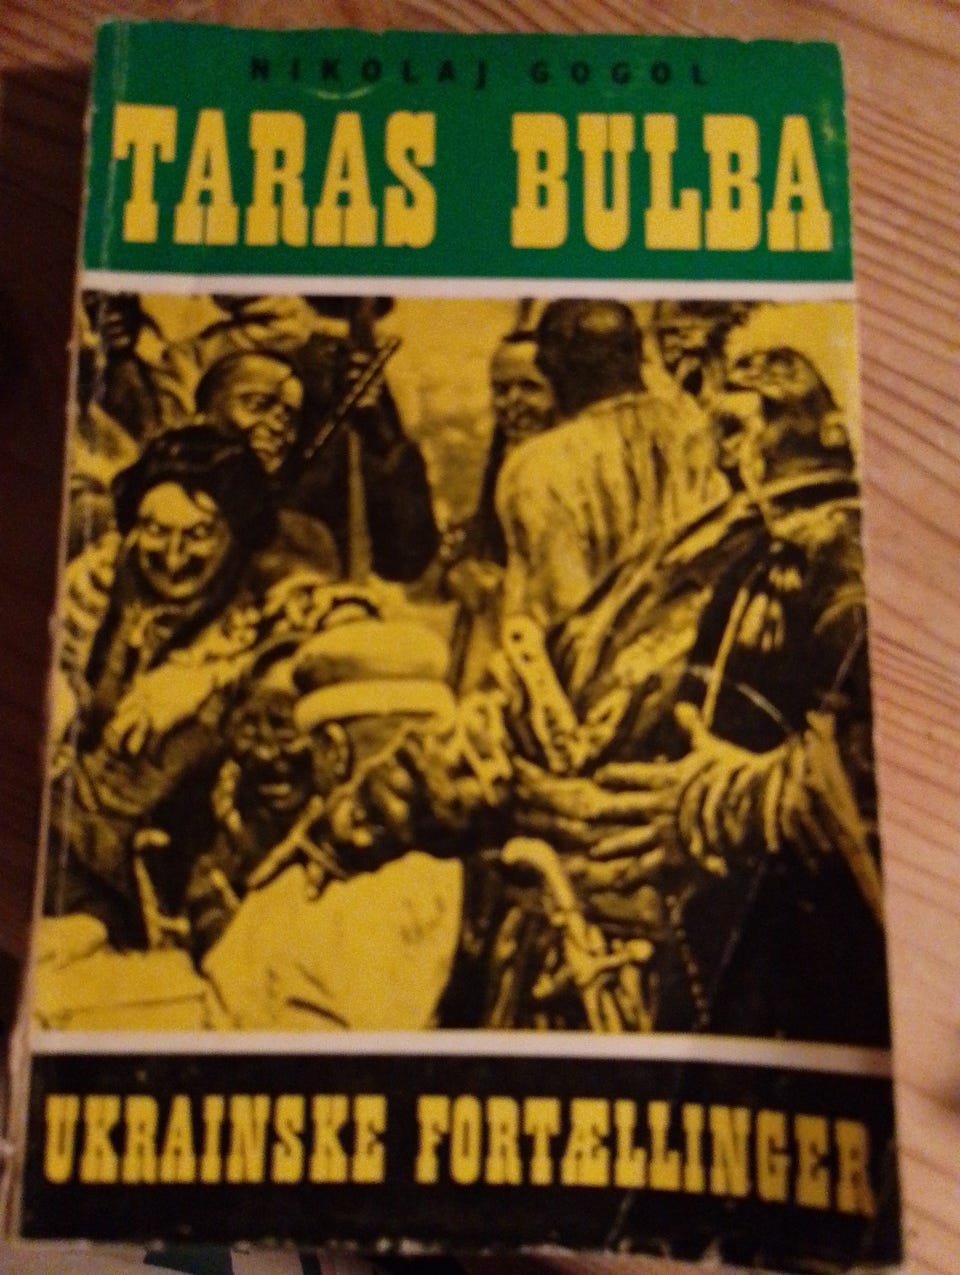 NIKOLAJ GOGOL
TARAS BULBA
UKRAINSKE FORTÆLLINGER